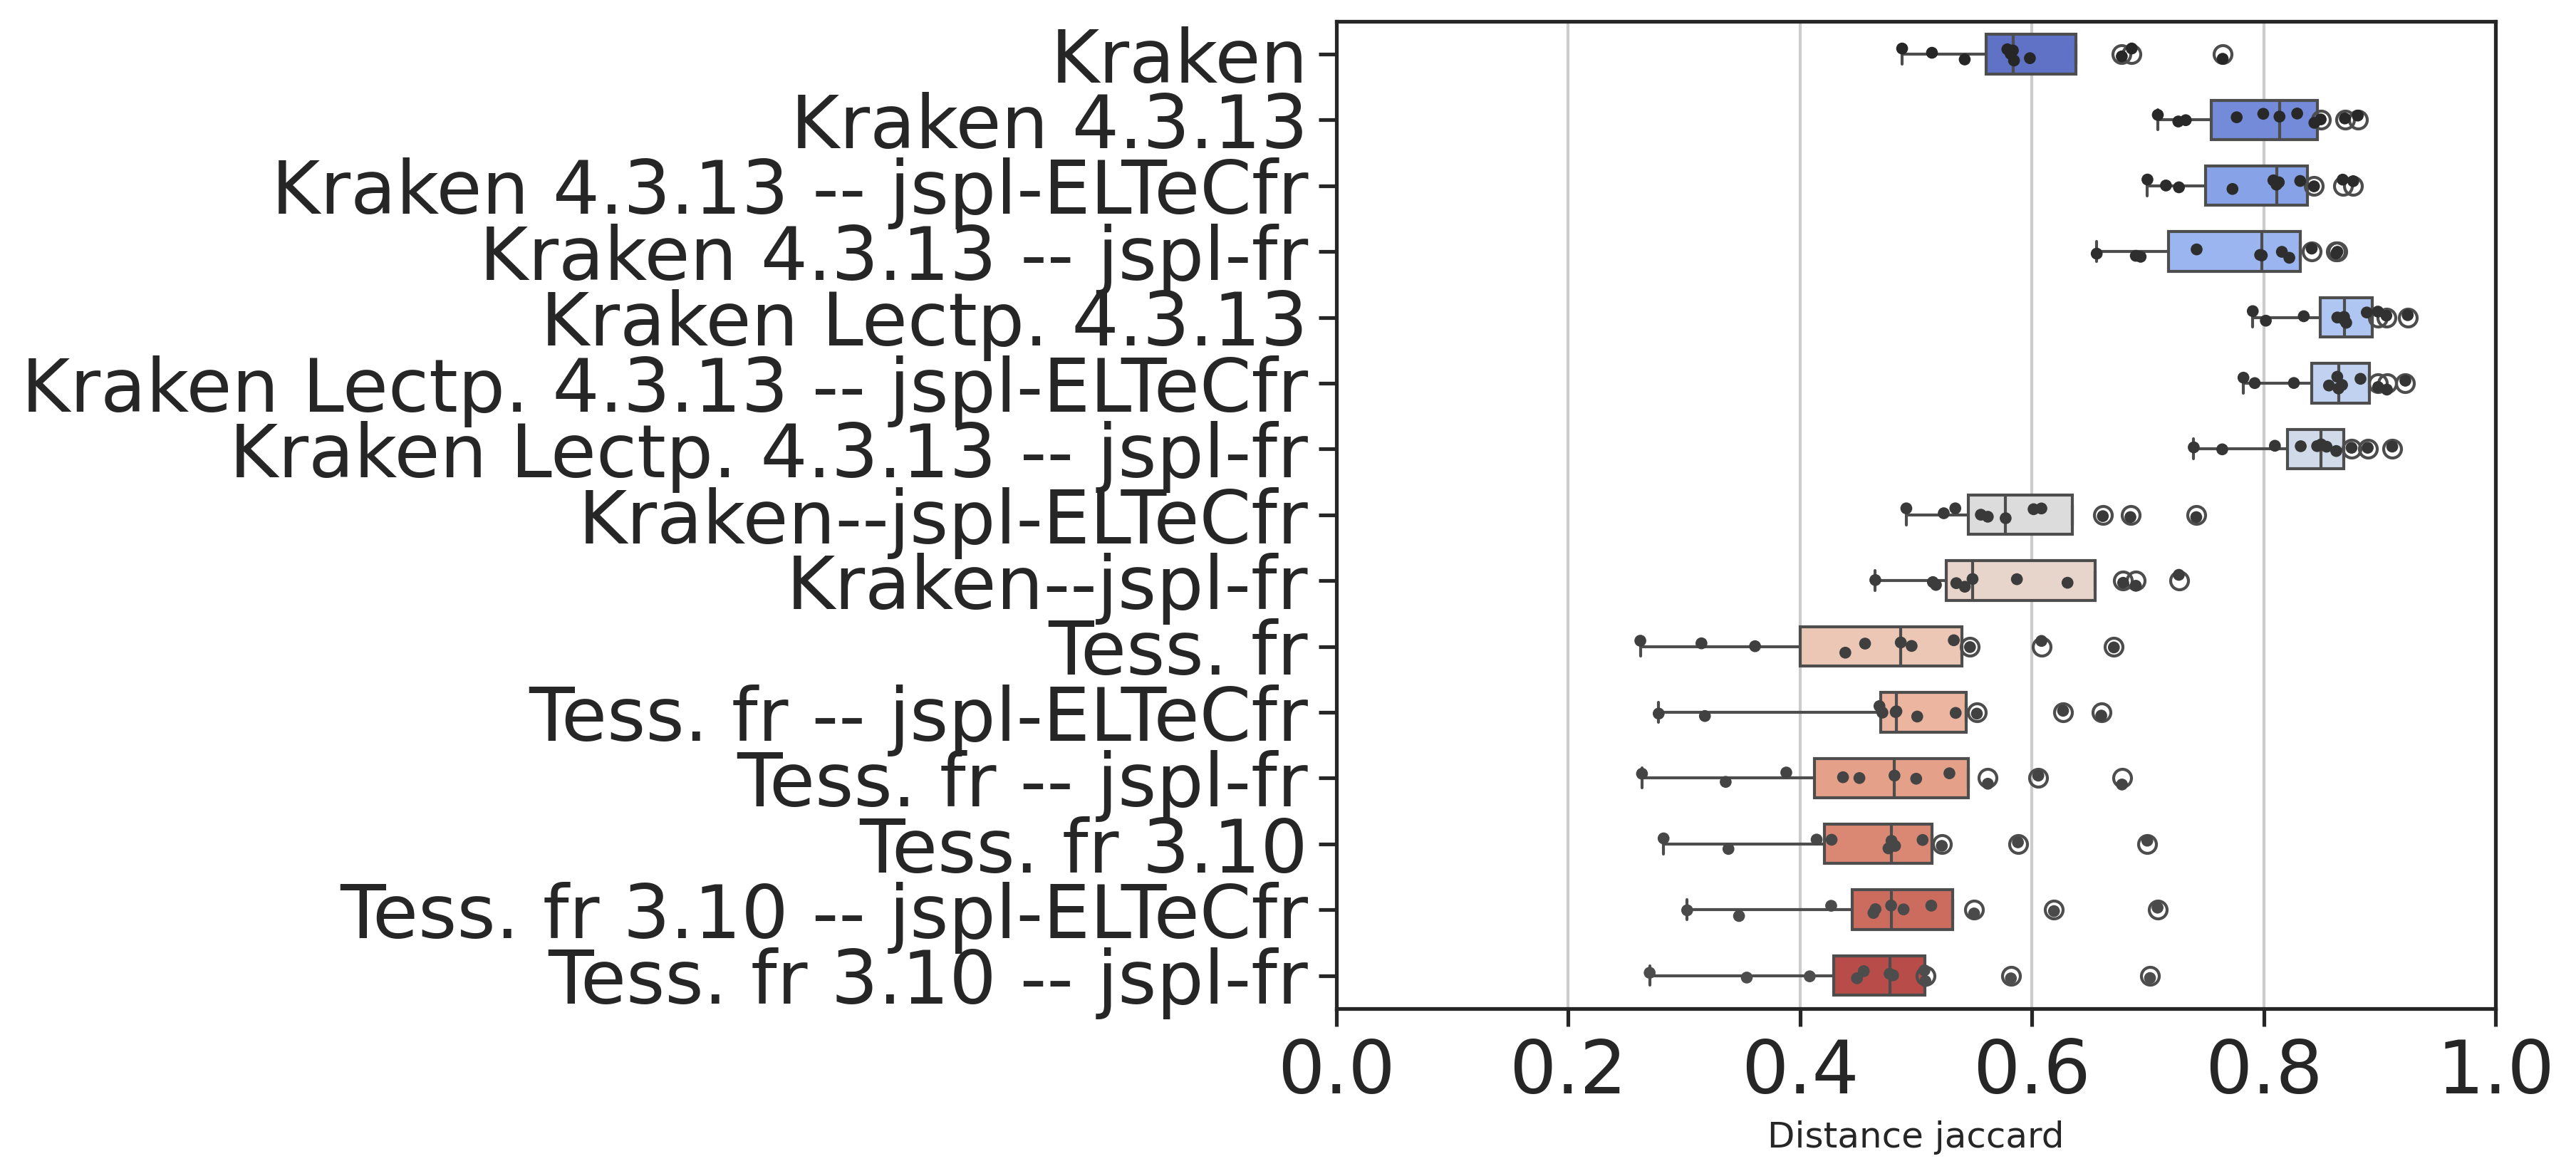 Kraken
Kraken 4.3.13
Kraken 4.3.13 -- jspl-ELTeCfr
Kraken 4.3.13 -- jspl-fr
Kraken Lectp. 4.3.13
Kraken Lectp. 4.3.13 -- jspl-ELTeCfr
Kraken Lectp. 4.3.13 -- jspl-fr
Kraken--jspl-ELTeCfr
Kraken--jspl-fr
Tess. fr
Tess. fr -- jspl-ELTeCfr
Tess. fr -- jspl-fr
Tess. fr 3.10
Tess. fr 3.10 -- jspl-ELTeCfr
Tess. fr 3.10 -- jspl-fr
0.0 0.2 0.4 0.6 0.8 1.0
Distance jaccard